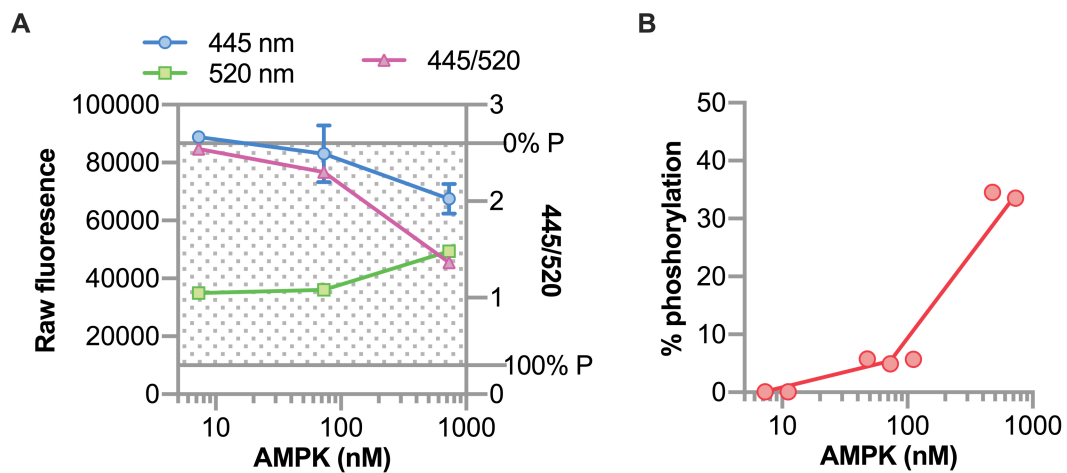 A
445 nm
520 nm
445/520
100000
80000
60000
40000
20000
0
Raw fluoresence
3
0% P
2
1
100% P
0
445/520
10
100
1000
AMPK (nM)
B
50
40
30
20
10
0
% phoshorylation
10
100
1000
AMPK (nM)